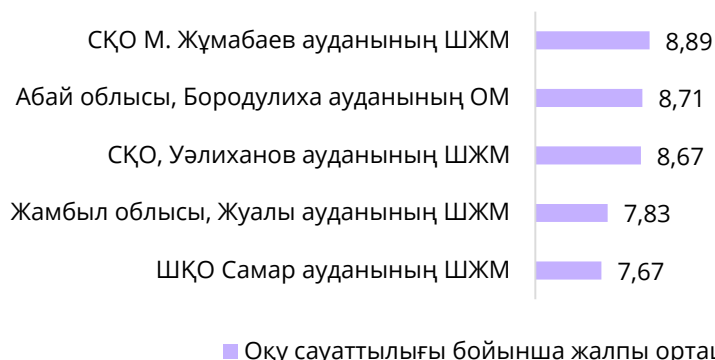 СҚО М. Жұмабаев ауданының ШЖМ 8,89
Абай облысы, Бородулиха ауданының ОМ 8,71
СҚО, Уәлиханов ауданының ШЖМ 8,67
Жамбыл облысы, Жуалы ауданының ШЖМ 7,83
ШҚО Самар ауданының ШЖМ 7,67
Оқу сауаттылығы бойынша жалпы